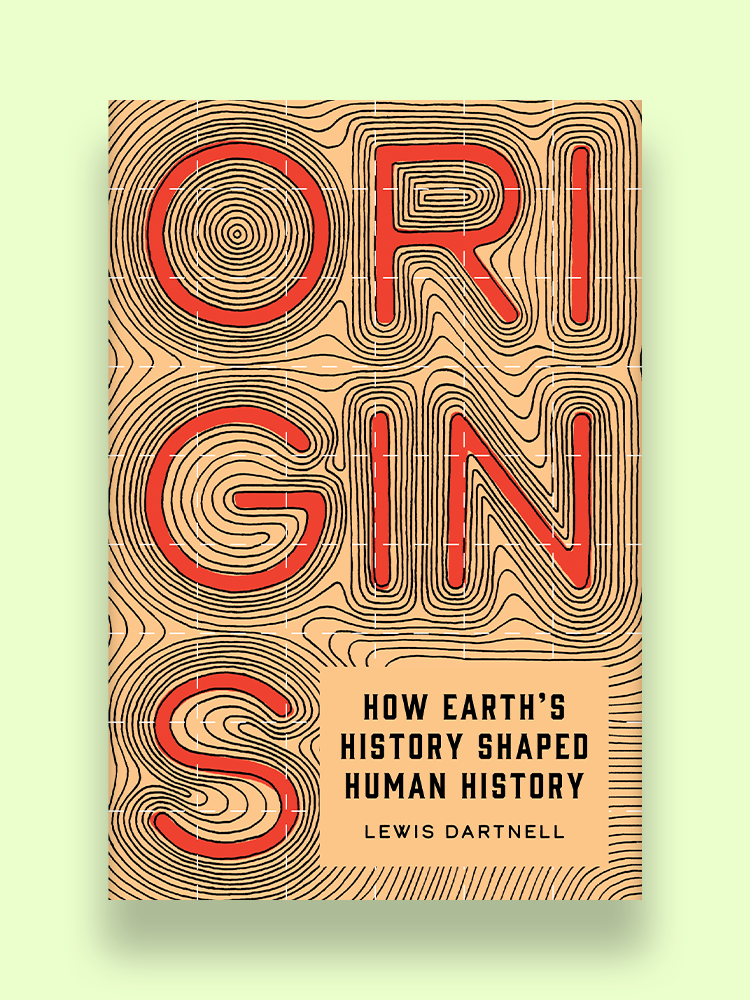 ORI
GIN
S
HOW EARTH'S
HISTORY SHAPED
HUMAN HISTORY
LEWIS DARTNELL